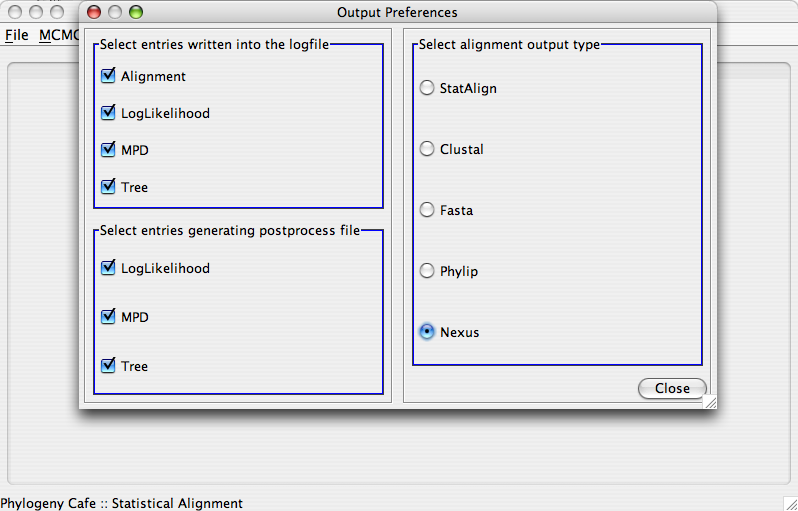 Output Preferences
File MCMC
Select entries written into the logfile
Alignment
LogLikelihood
MPD
Tree
Select entries generating postprocess file
LogLikelihood
MPD
Tree
Select alignment output type
StatAlign
Clustal
Fasta
Phylip
Nexus
Close
Phylogeny Cafe :: Statistical Alignment